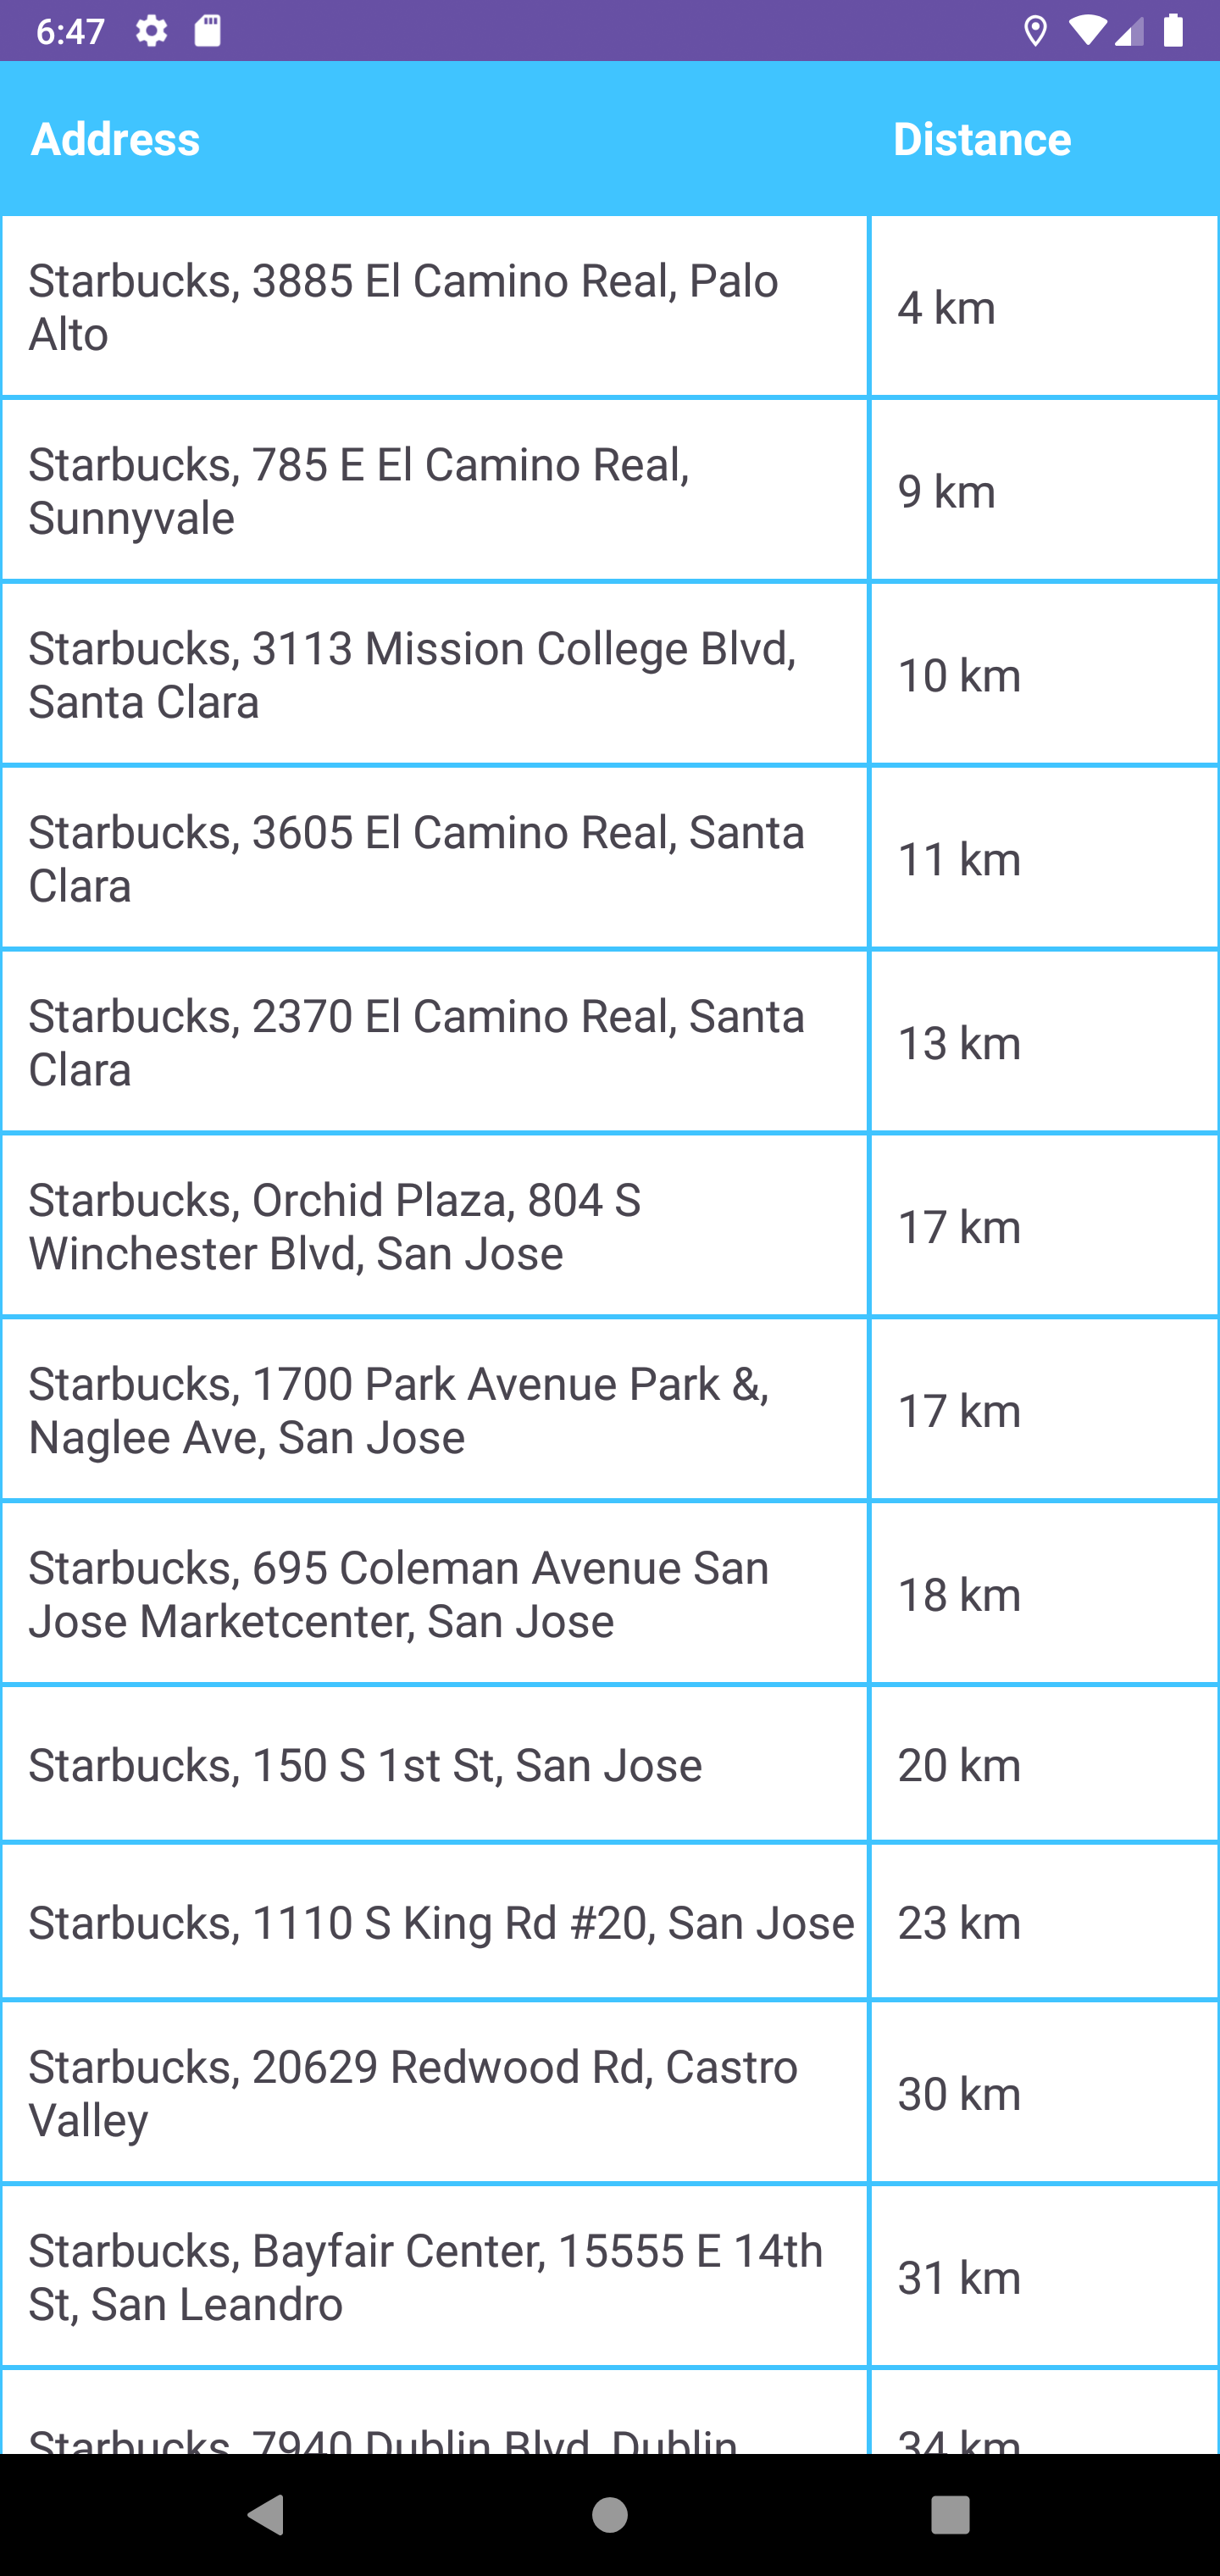 6:47
Address Distance
Starbucks, 3885 El Camino Real, Palo
Alto
4 km
Starbucks, 785 E El Camino Real,
Sunnyvale
9 km
Starbucks, 3113 Mission College Blvd,
Santa Clara
10 km
Starbucks, 3605 El Camino Real, Santa
Clara
11 km
Starbucks, 2370 El Camino Real, Santa
Clara
13 km
Starbucks, Orchid Plaza, 804 S
Winchester Blvd, San Jose
17 km
Starbucks, 1700 Park Avenue Park &,
Naglee Ave, San Jose
17 km
Starbucks, 695 Coleman Avenue San
Jose Marketcenter, San Jose
18 km
Starbucks, 150 S 1st St, San Jose
20 km
Starbucks, 1110 S King Rd #20, San Jose
23 km
Starbucks, 20629 Redwood Rd, Castro
Valley
30 km
Starbucks, Bayfair Center, 15555 E 14th
St, San Leandro
31 km
Starbucks, 7940 Dublin Blvd, Dublin
34 km